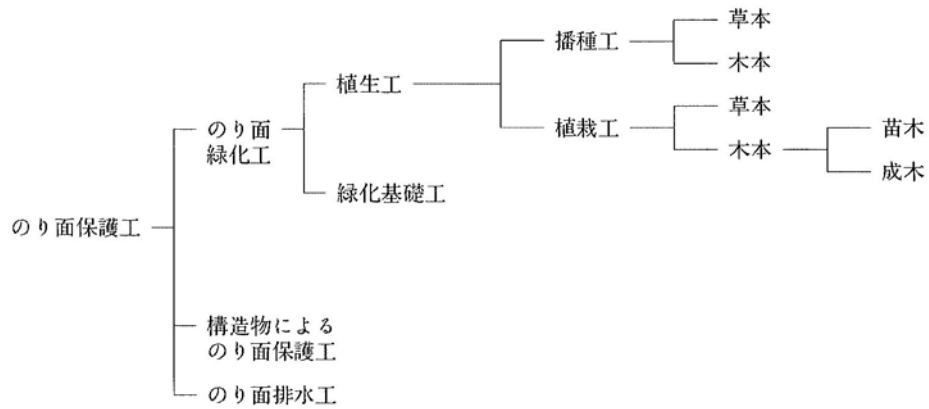 のり面保護工
のり面
緑化工
植生工
播種工
草本
木本
植栽工
草本
木本
苗木
成木
緑化基礎工
構造物による
のり面保護工
のり面排水工